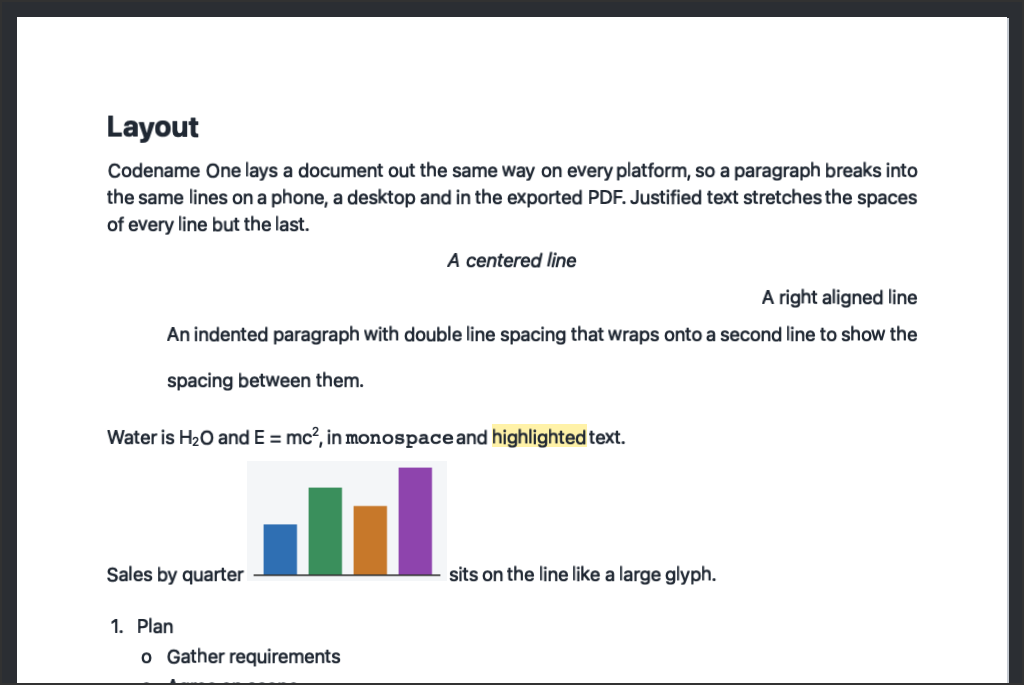 Layout
Codename One lays a document out the same way on every platform, so a paragraph breaks into
the same lines on a phone, a desktop and in the exported PDF. Justified text stretches the spaces
of every line but the last.
A centered line
A right aligned line
An indented paragraph with double line spacing that wraps onto a second line to show the
spacing between them.
Water is H₂O and E = mc², in monospace and highlighted text.
Sales by quarter sits on the line like a large glyph.
1. Plan
o Gather requirements